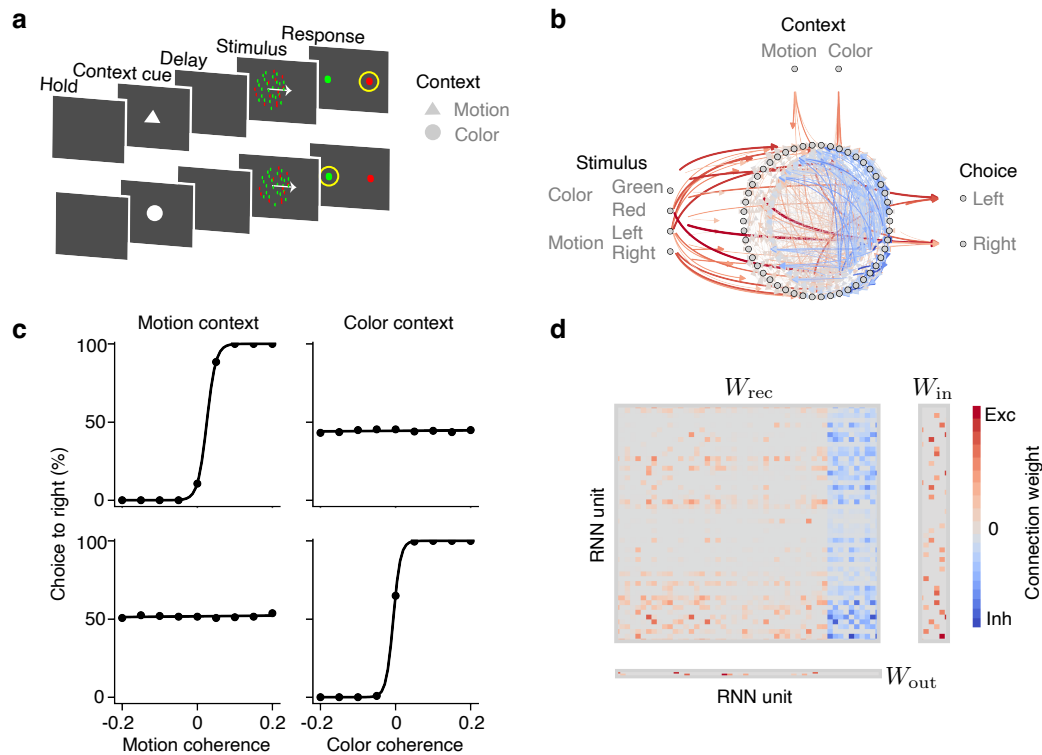 a
Hold
Context cue
Delay
Stimulus
Response
Context
Motion
Color
b
Context
Motion Color
Stimulus
Color
Green
Red
Motion
Left
Right
Choice
Left
Right
c
Motion context
Color context
Choice to right (%)
100
50
0
100
50
0
-0.2 0 0.2
-0.2 0 0.2
Motion coherence
Color coherence
d
W_rec
W_in
RNN unit
Exc
0
Inh
Connection weight
W_out
RNN unit